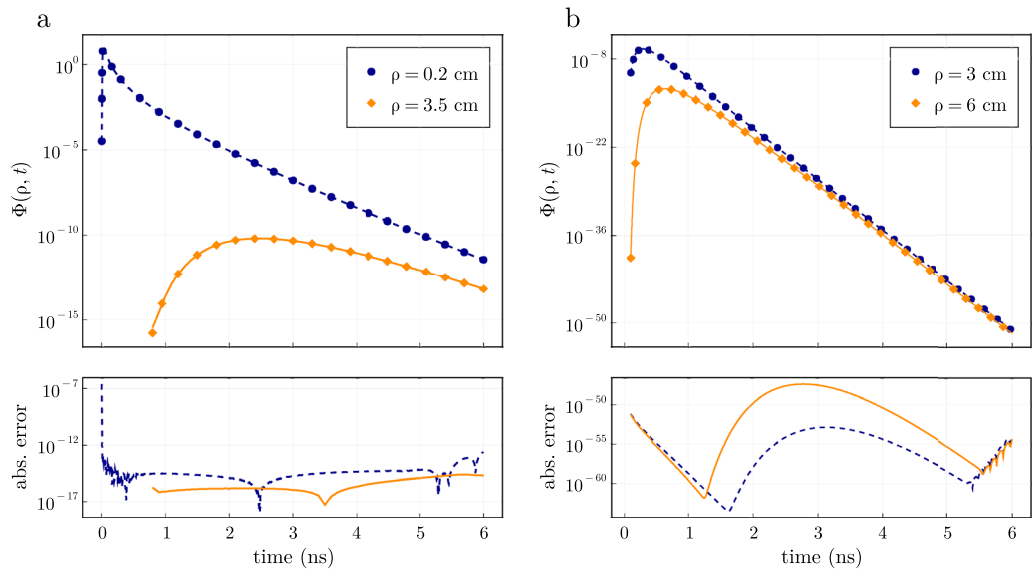 a
Φ(ρ, t)
10⁰
10⁻⁵
10⁻¹⁰
10⁻¹⁵
ρ = 0.2 cm
ρ = 3.5 cm
abs. error
10⁻⁷
10⁻¹²
10⁻¹⁷
0 1 2 3 4 5 6
time (ns)
b
Φ(ρ, t)
10⁻⁸
10⁻²²
10⁻³⁶
10⁻⁵⁰
ρ = 3 cm
ρ = 6 cm
abs. error
10⁻⁵⁰
10⁻⁵⁵
10⁻⁶⁰
0 1 2 3 4 5 6
time (ns)